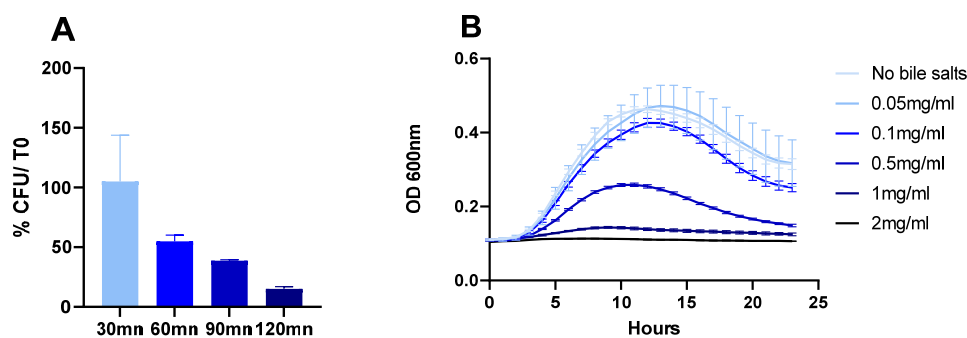 A
% CFU/ T0
200
150
100
50
0
30mn 60mn 90mn 120mn
B
OD 600nm
0.6
0.4
0.2
0.0
0 5 10 15 20 25
Hours
No bile salts
0.05mg/ml
0.1mg/ml
0.5mg/ml
1mg/ml
2mg/ml